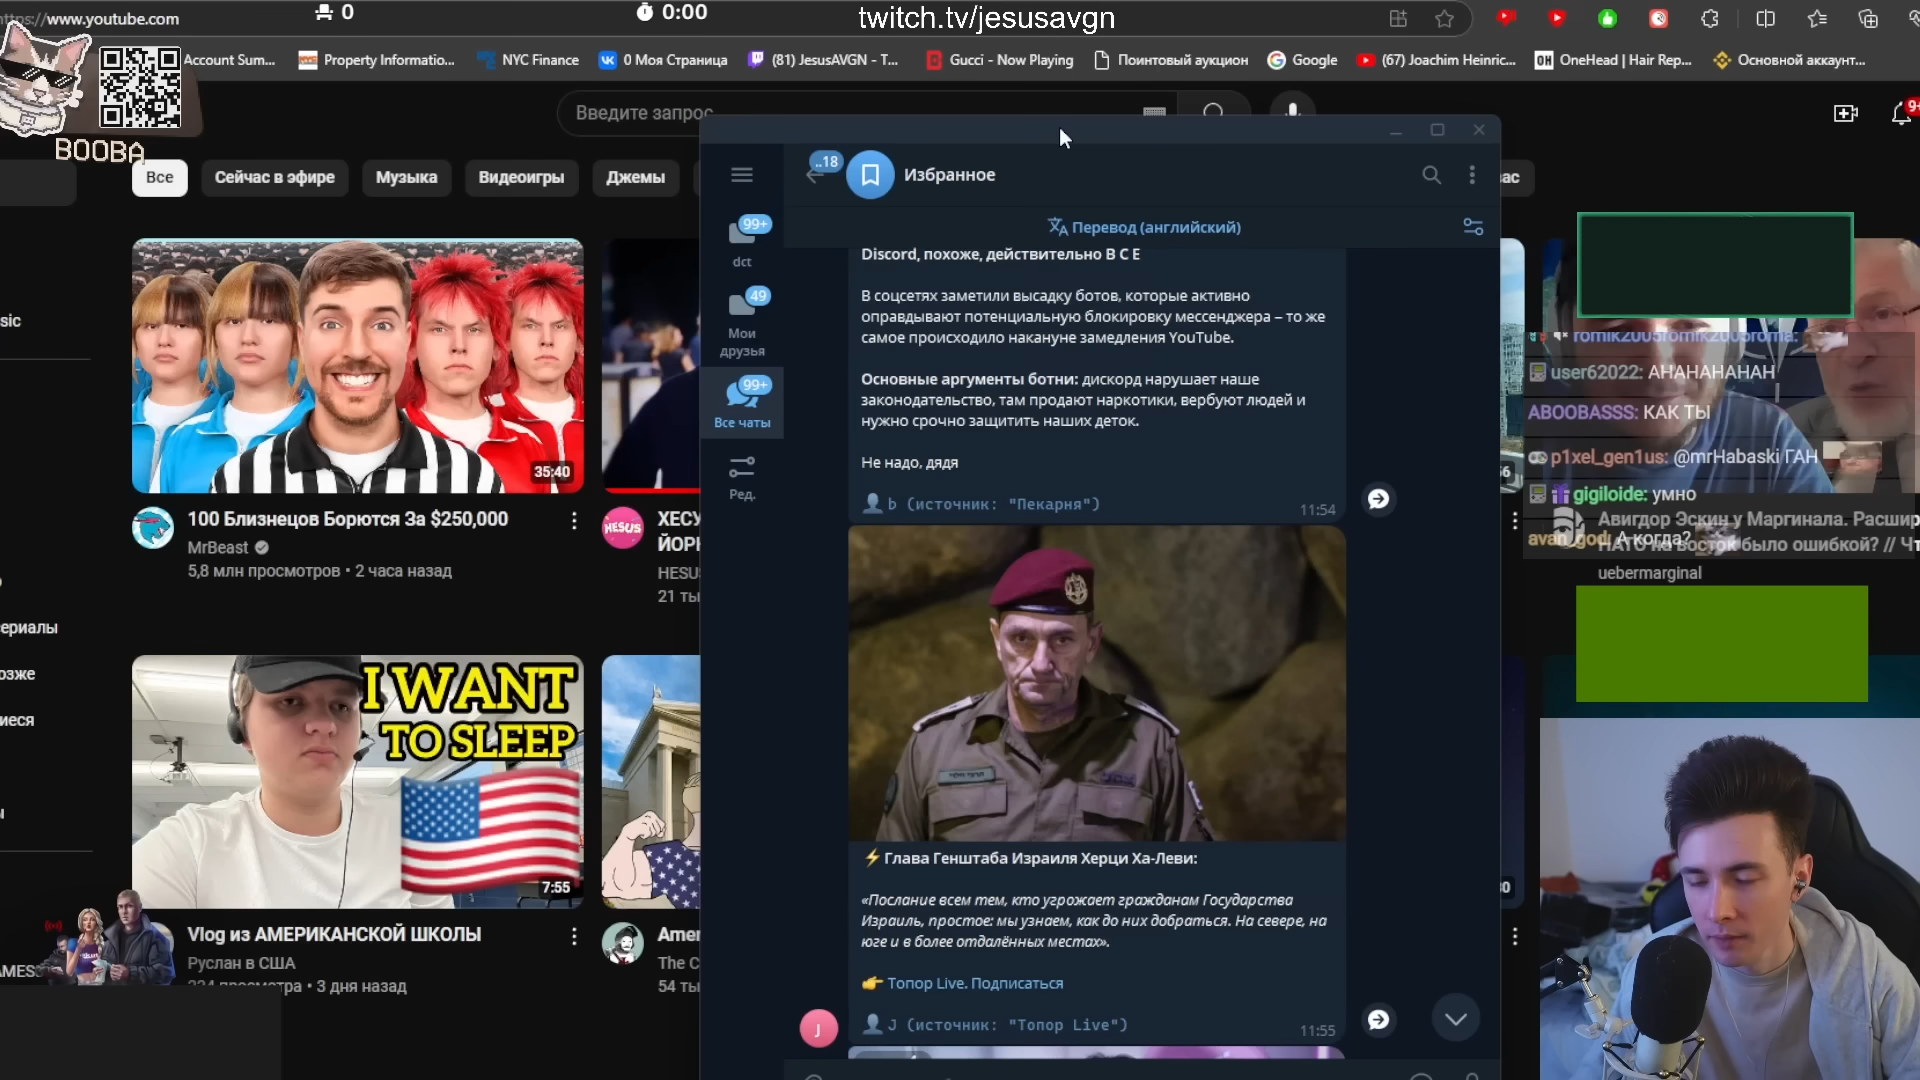 https://www.youtube.com
0
0:00
twitch.tv/jesusavgn
Account Sum...
Property Informatio...
NYC Finance
0 Моя Страница
(81) JesusAVGN - T...
Gucci - Now Playing
Поинтовый аукцион
Google
(67) Joachim Heinric...
OneHead | Hair Rep...
Основной аккаунт...
BOOBA
Введите запрос
9+
Все
Сейчас в эфире
Музыка
Видеоигры
Джемы
ас
sic
ериалы
озже
иеся
35:40
100 Близнецов Борются За $250,000
MrBeast
5,8 млн просмотров • 2 часа назад
HESUS
ХЕСУ
ЙОРН
HESU
21 ты
I WANT
TO SLEEP
7:55
Vlog из АМЕРИКАНСКОЙ ШКОЛЫ
Руслан в США
• 3 дня назад
Amer
The C
54 ты
..18
Избранное
Перевод (английский)
99+
dct
49
Мои
друзья
99+
Все чаты
Ред.
Discord, похоже, действительно В С Е
В соцсетях заметили высадку ботов, которые активно
оправдывают потенциальную блокировку мессенджера – то же
самое происходило накануне замедления YouTube.
Основные аргументы ботни: дискорд нарушает наше
законодательство, там продают наркотики, вербуют людей и
нужно срочно защитить наших деток.
Не надо, дядя
b (источник: "Пекарня")
11:54
⚡Глава Генштаба Израиля Херци Ха-Леви:
«Послание всем тем, кто угрожает гражданам Государства
Израиль, простое: мы узнаем, как до них добраться. На севере, на
юге и в более отдалённых местах».
👉 Топор Live. Подписаться
J
J (источник: "Топор Live")
11:55
romik2005romik2005roma:
user62022: АНАНАНАНАН
ABOOBASSS: КАК ТЫ
p1xel_gen1us: @mrHabaski ГАН
gigiloide: умно
avan_god: А когда?
Авигдор Эскин у Маргинала. Расшир
НАТО на восток было ошибкой? // Чт
uebermarginal